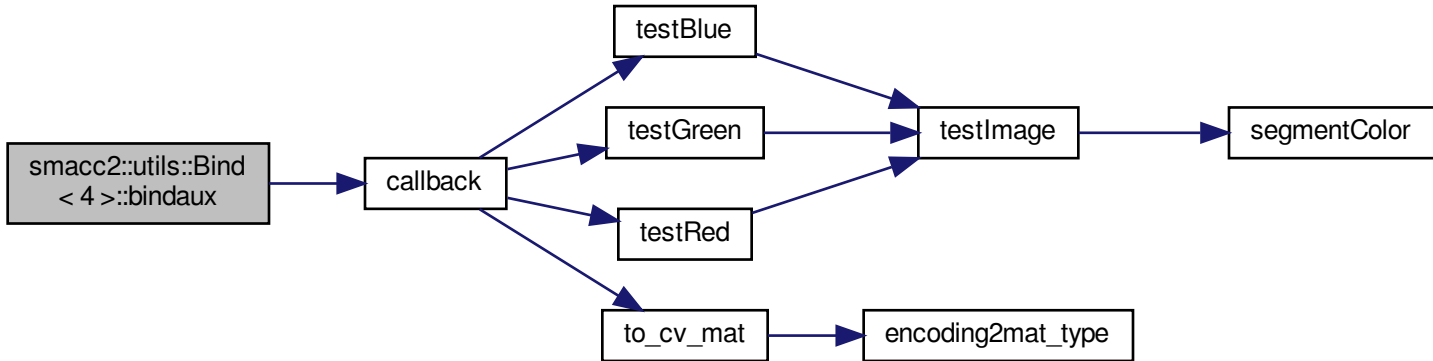 smacc2::utils::Bind
< 4 >::bindaux
callback
testBlue
testGreen
testRed
to_cv_mat
testImage
encoding2mat_type
segmentColor